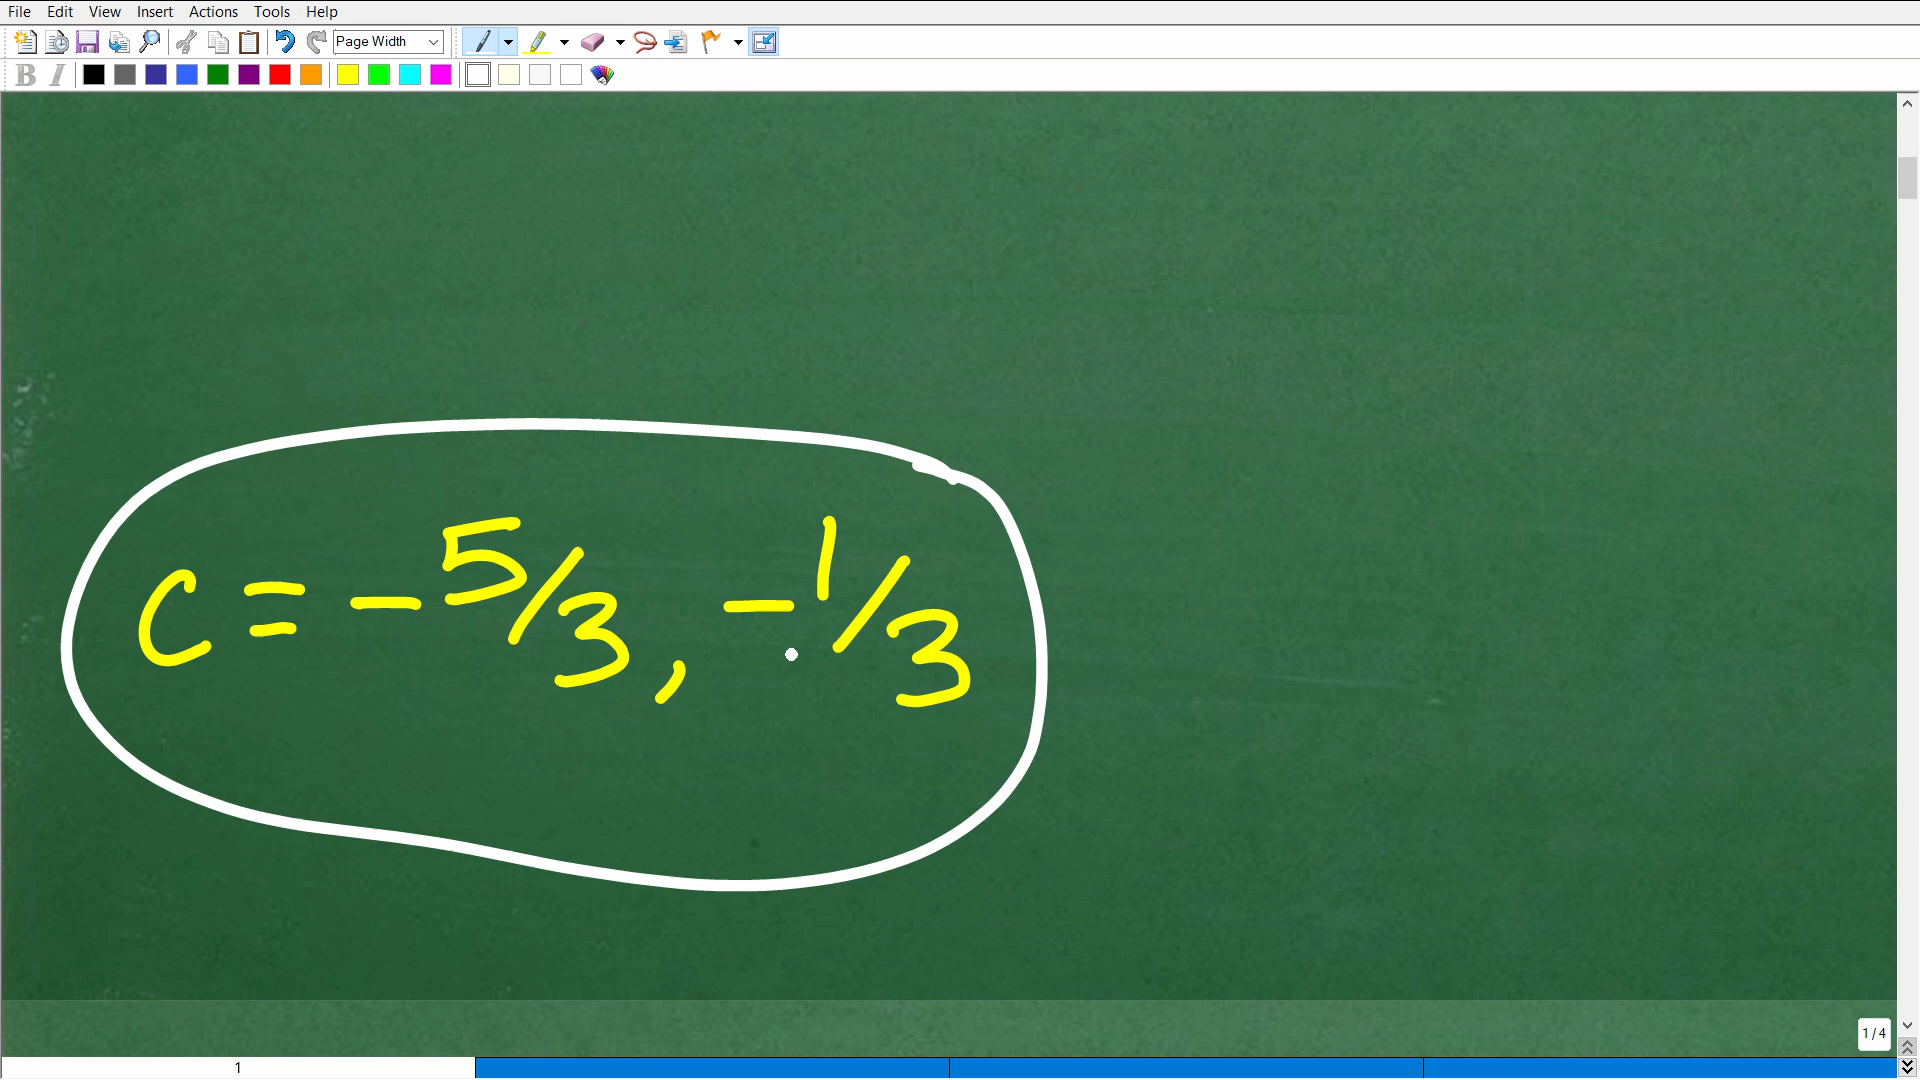 File Edit View Insert Actions Tools Help
Page Width
B I
C = -5/3, -1/3
1 / 4
1